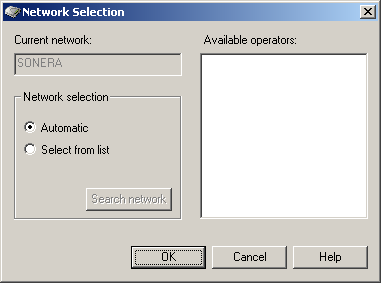 Network Selection
Current network:
SONERA
Available operators:
Network selection
Automatic
Select from list
Search network
OK
Cancel
Help